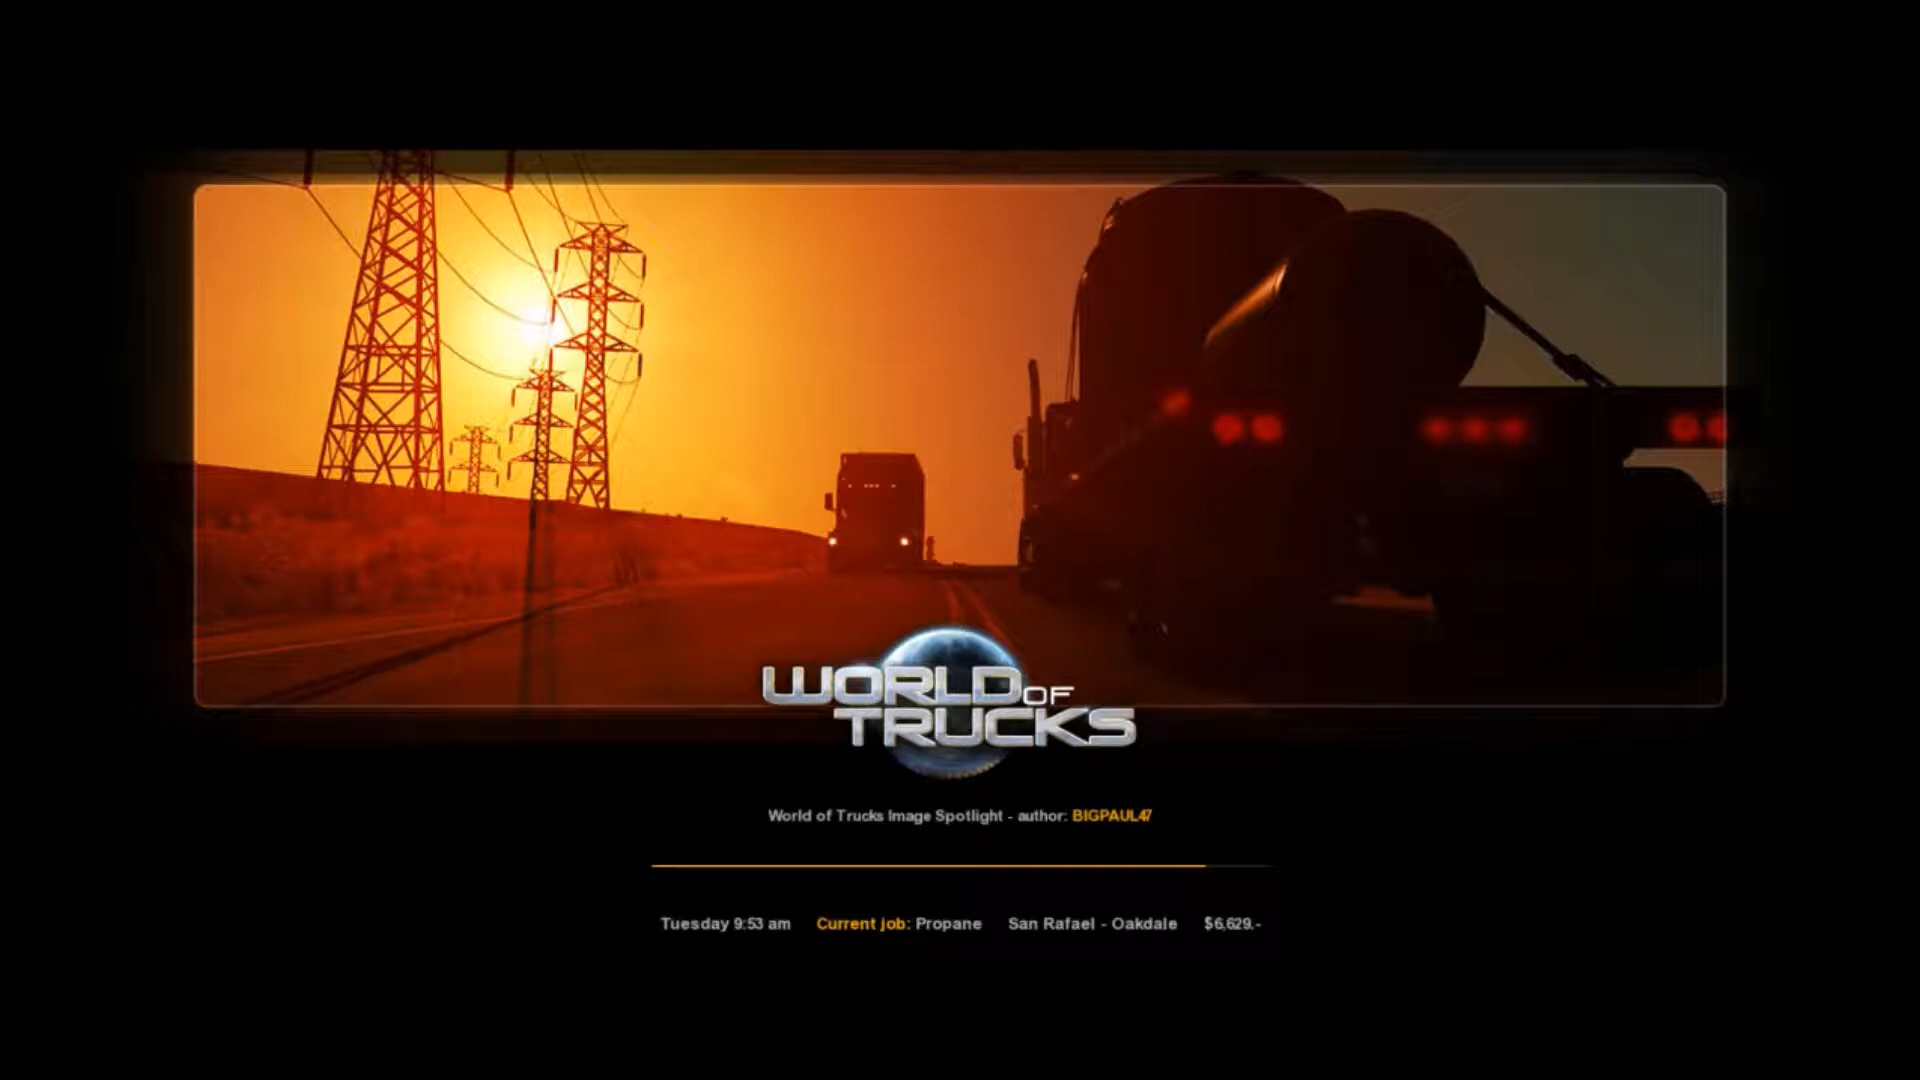 WORLD OF
TRUCKS
World of Trucks Image Spotlight - author: BIGPAUL47
Tuesday 9:53 am Current job: Propane San Rafael - Oakdale $6,629.-